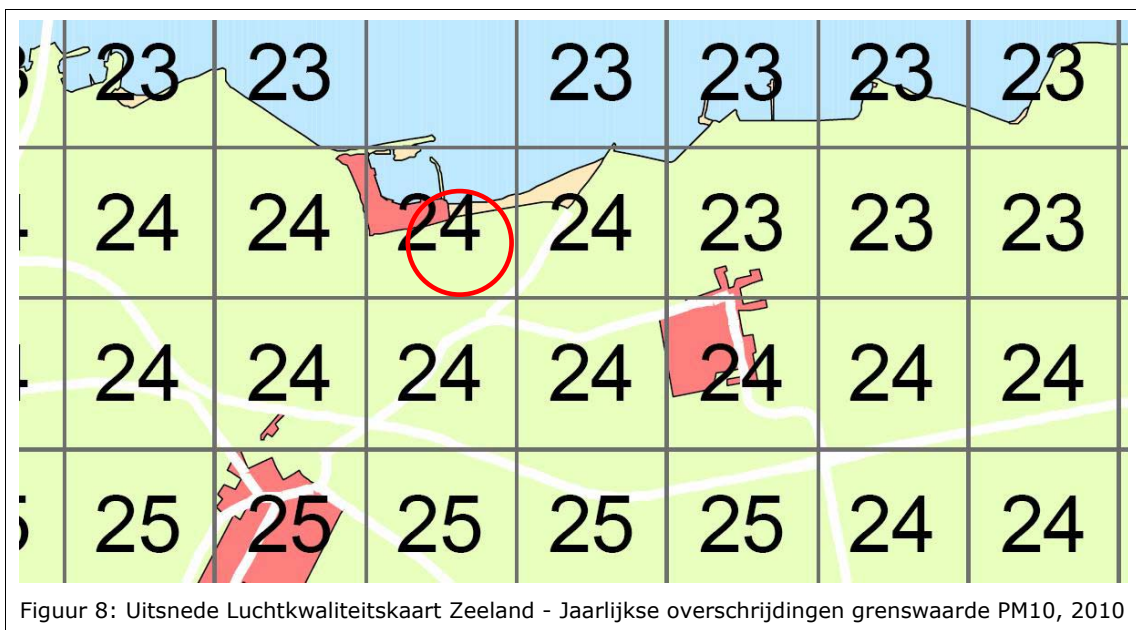 23 23 23 23 23 23
24 24 24 24 23 23 23
24 24 24 24 24 24 24
25 25 25 25 25 24 24
Figuur 8: Uitsnede Luchtkwaliteitskaart Zeeland - Jaarlijkse overschrijdingen grenswaarde PM10, 2010